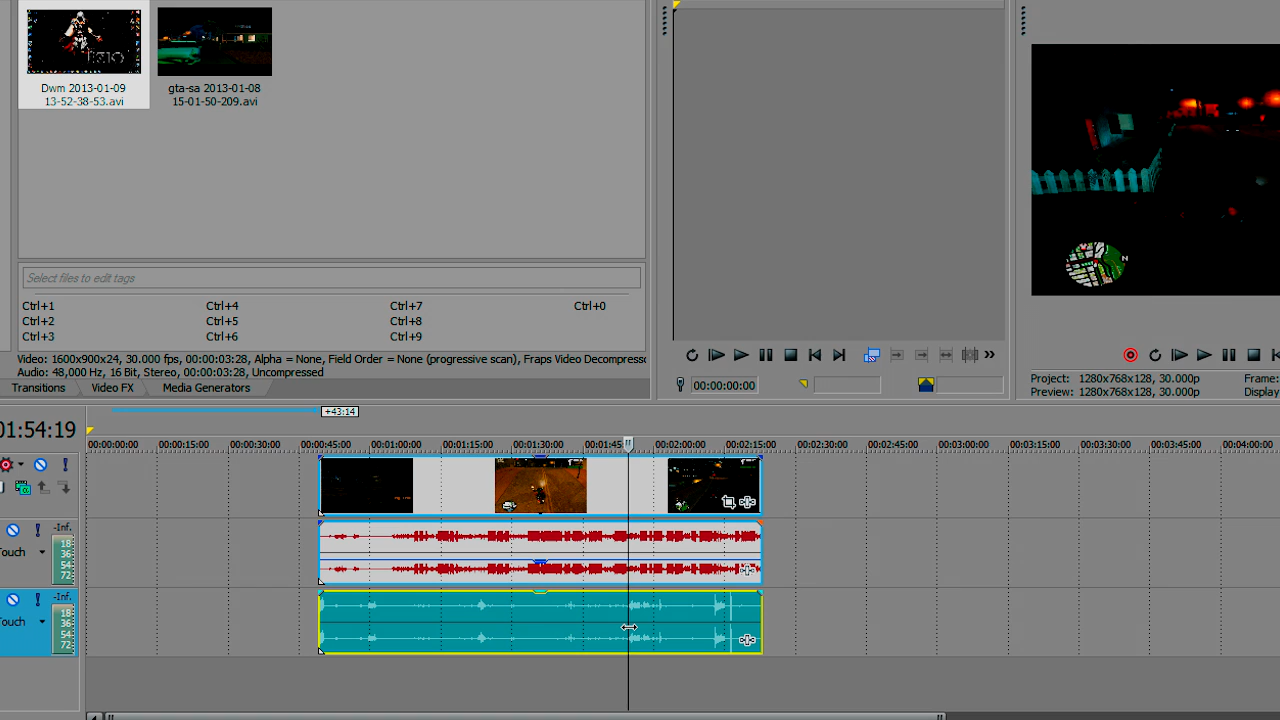 EZIO
Dwm 2013-01-09
13-52-38-53.avi
gta-sa 2013-01-08
15-01-50-209.avi
N
Select files to edit tags
Ctrl+1 Ctrl+4 Ctrl+7 Ctrl+0
Ctrl+2 Ctrl+5 Ctrl+8
Ctrl+3 Ctrl+6 Ctrl+9
Video: 1600x900x24, 30.000 fps, 00:00:03:28, Alpha = None, Field Order = None (progressive scan), Fraps Video Decompress
Audio: 48,000 Hz, 16 Bit, Stereo, 00:00:03:28, Uncompressed
Transitions Video FX Media Generators
00:00:00:00
Project: 1280x768x128, 30.000p Frame:
Preview: 1280x768x128, 30.000p Display
+43:14
01:54:19
00:00:00:00 00:00:15:00 00:00:30:00 00:00:45:00 00:01:00:00 00:01:15:00 00:01:30:00 00:01:45 00:02:00:00 00:02:15:00 00:02:30:00 00:02:45:00 00:03:00:00 00:03:15:00 00:03:30:00 00:03:45:00 00:04:00:00
-Inf.
18
36
54
72
Touch
-Inf.
18
36
54
72
Touch